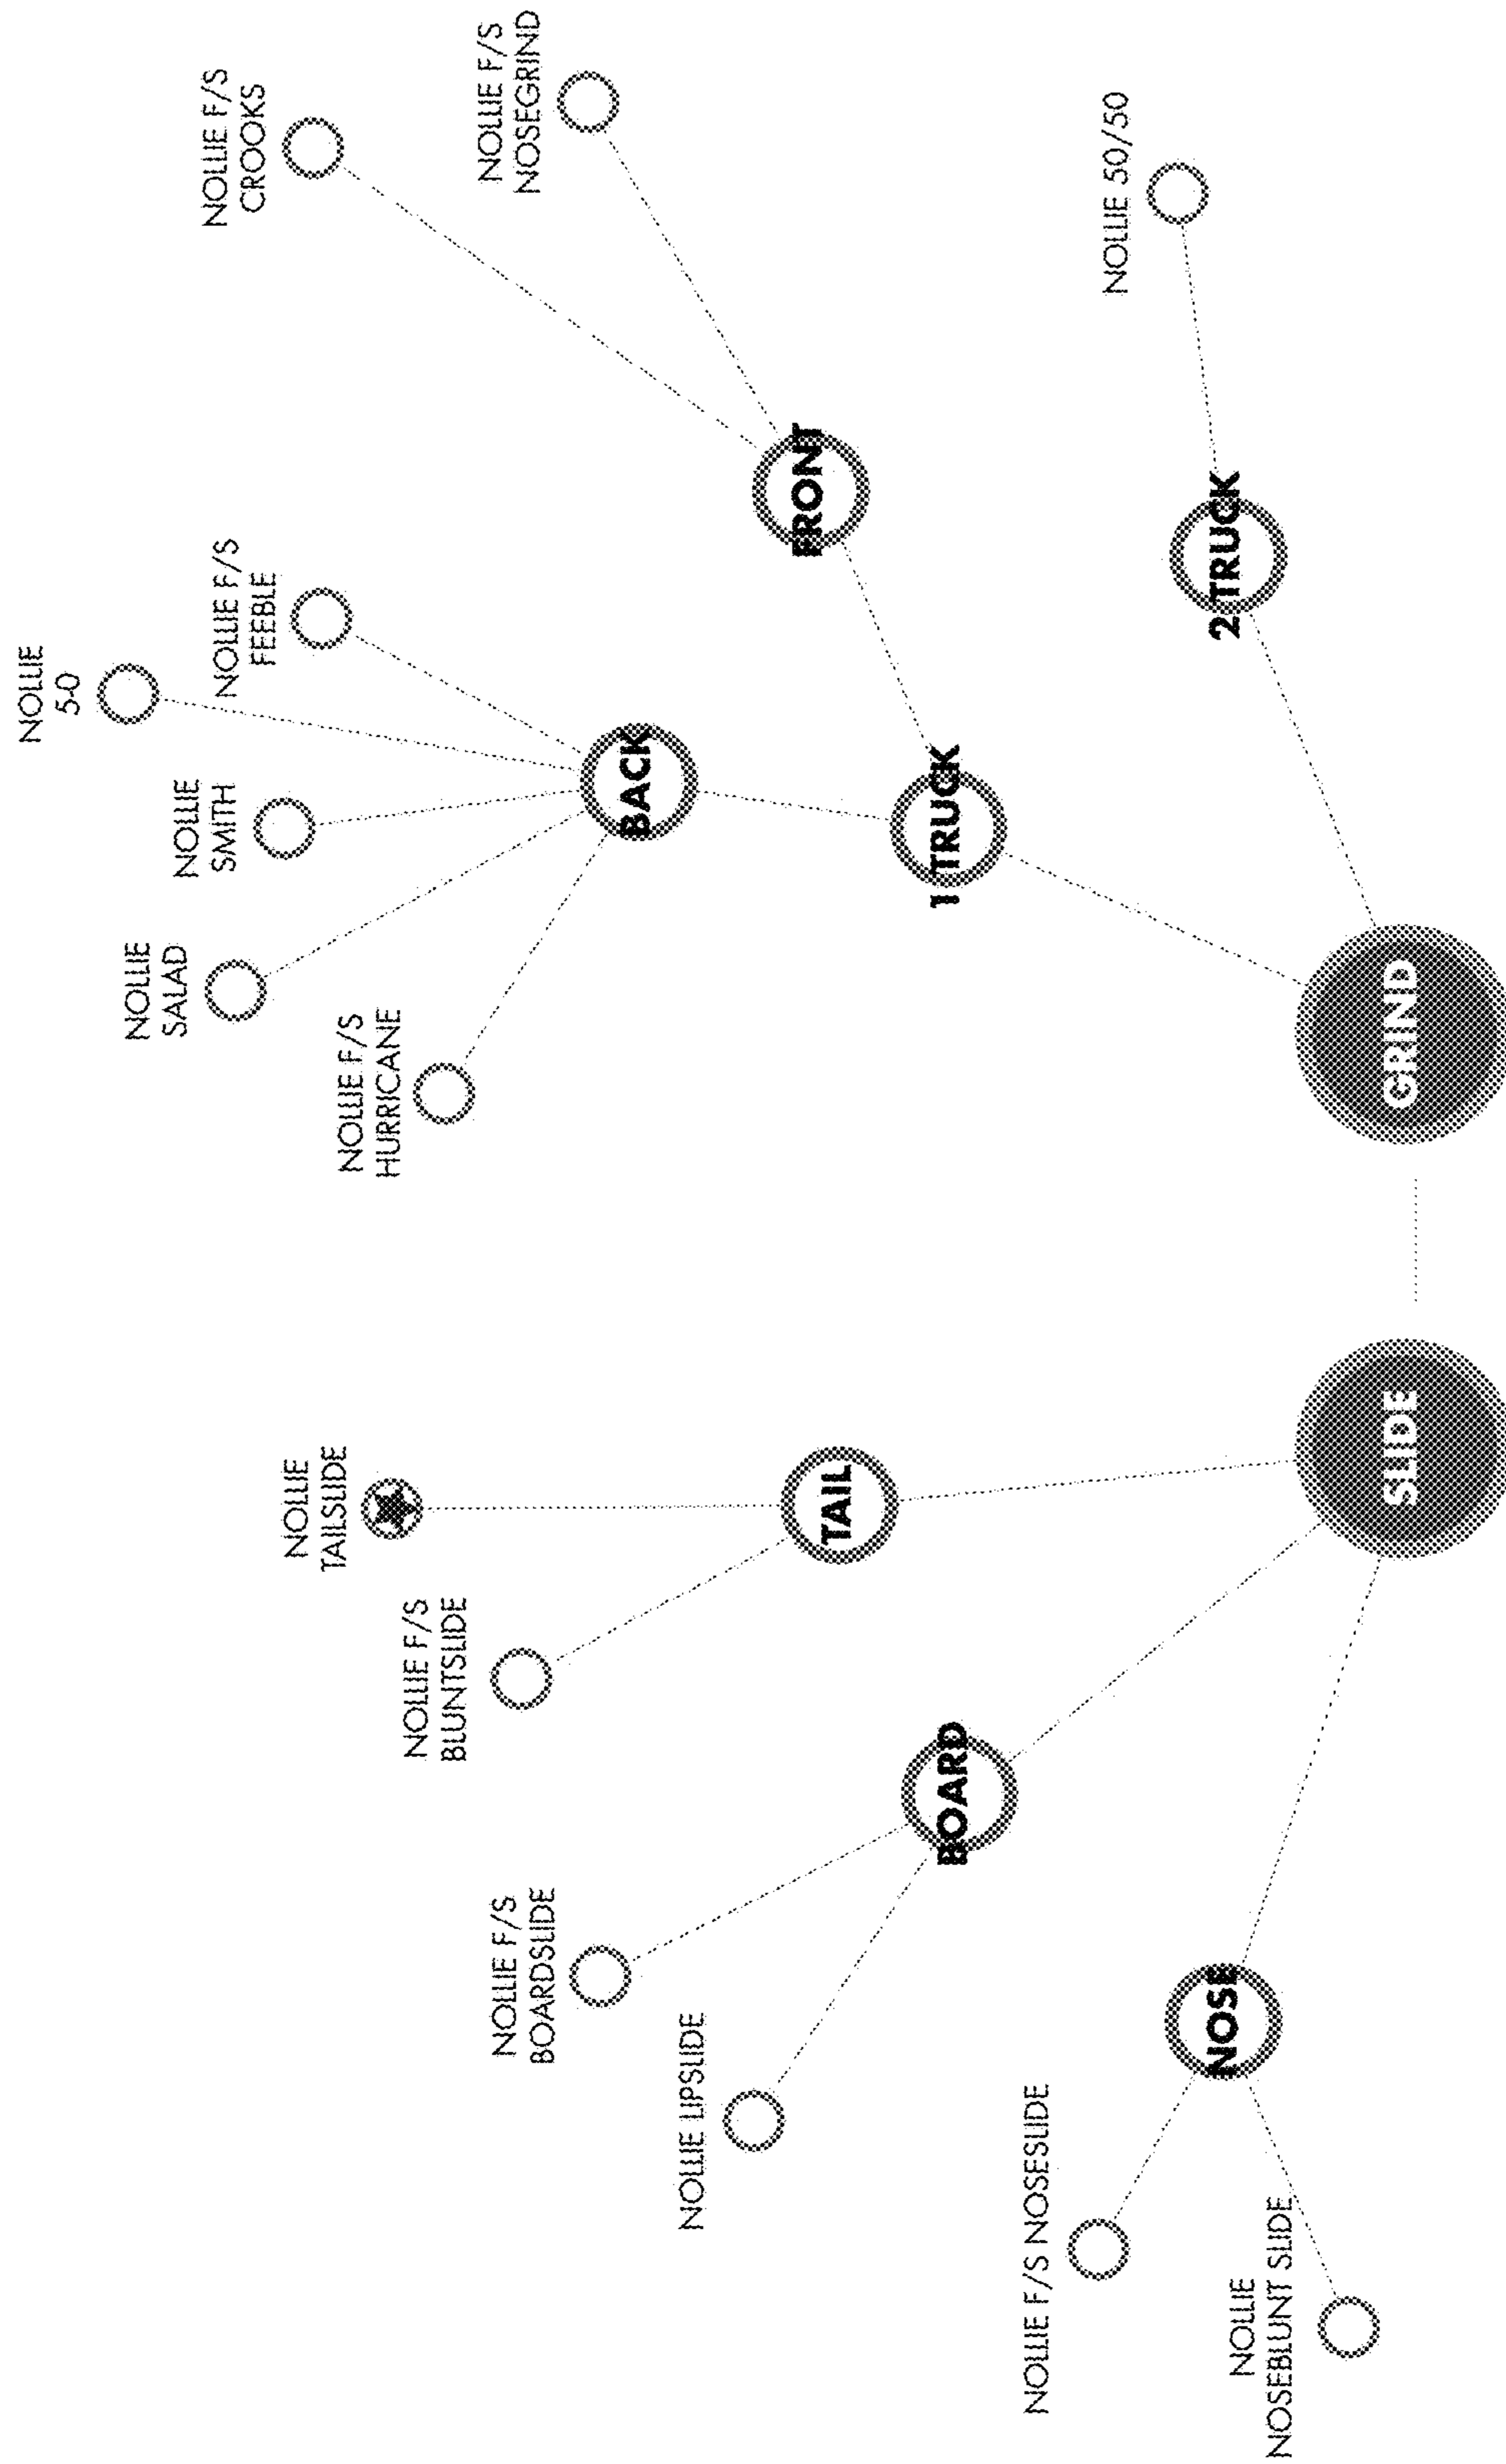 NOLLIE
TAILSLIDE
NOLLIE F/S
BLUNTSLIDE
TAIL
NOLLIE F/S
BOARDSLIDE
NOLLIE LIPSLIDE
BOARD
NOLLIE F/S NOSESLIDE
NOLLIE
NOSEBLUNT SLIDE
NOSE
SLIDE
NOLLIE
5-0
NOLLIE
SMITH
NOLLIE F/S
FEEBLE
NOLLIE
SALAD
NOLLIE F/S
HURRICANE
BACK
NOLLIE F/S
CROOKS
NOLLIE F/S
NOSEGRIND
FRONT
1 TRUCK
NOLLIE 50/50
2 TRUCK
GRIND